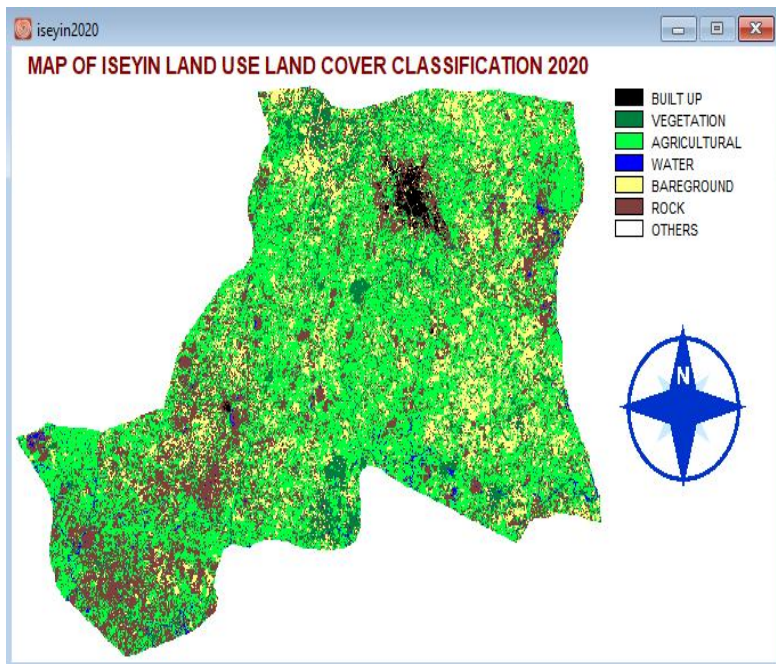 iseyin2020
MAP OF ISEYIN LAND USE LAND COVER CLASSIFICATION 2020
BUILT UP
VEGETATION
AGRICULTURAL
WATER
BAREGROUND
ROCK
OTHERS
N